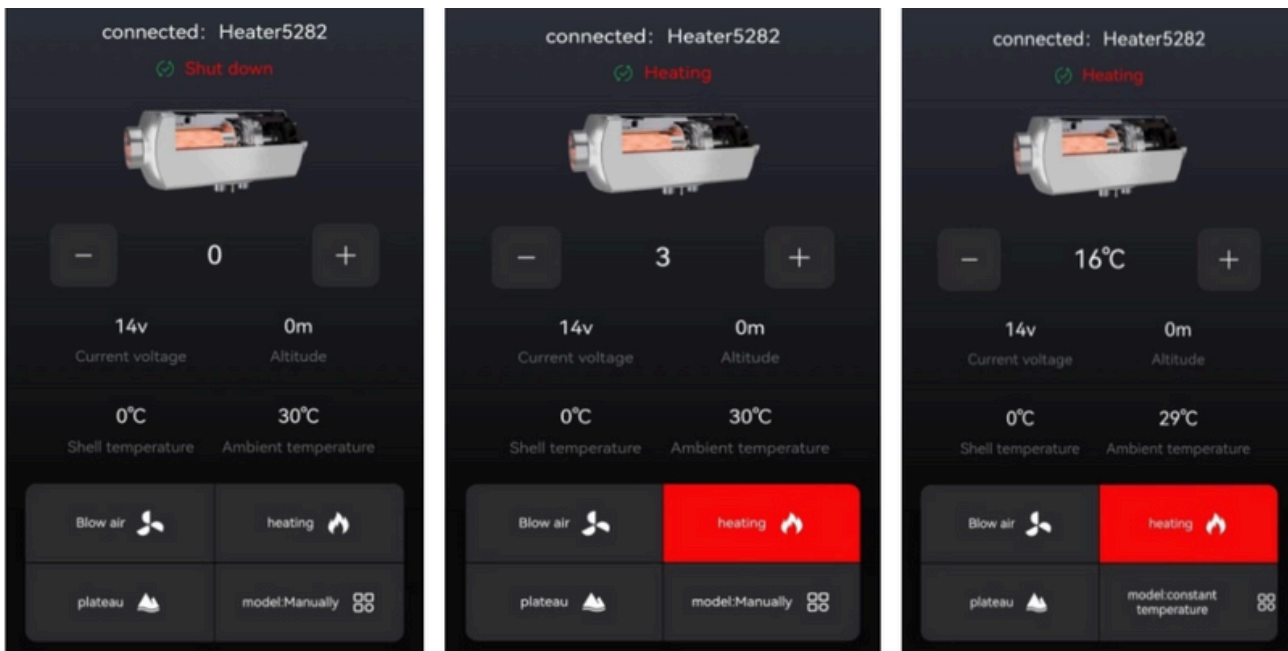 connected: Heater5282
Shut down
0
14v
0m
Current voltage
Altitude
0℃
30℃
Shell temperature
Ambient temperature
Blow air
heating
plateau
model:Manually
connected: Heater5282
Heating
3
14v
0m
Current voltage
Altitude
0℃
30℃
Shell temperature
Ambient temperature
Blow air
heating
plateau
model:Manually
connected: Heater5282
Heating
16℃
14v
0m
Current voltage
Altitude
0℃
29℃
Shell temperature
Ambient temperature
Blow air
heating
plateau
model:constant
temperature